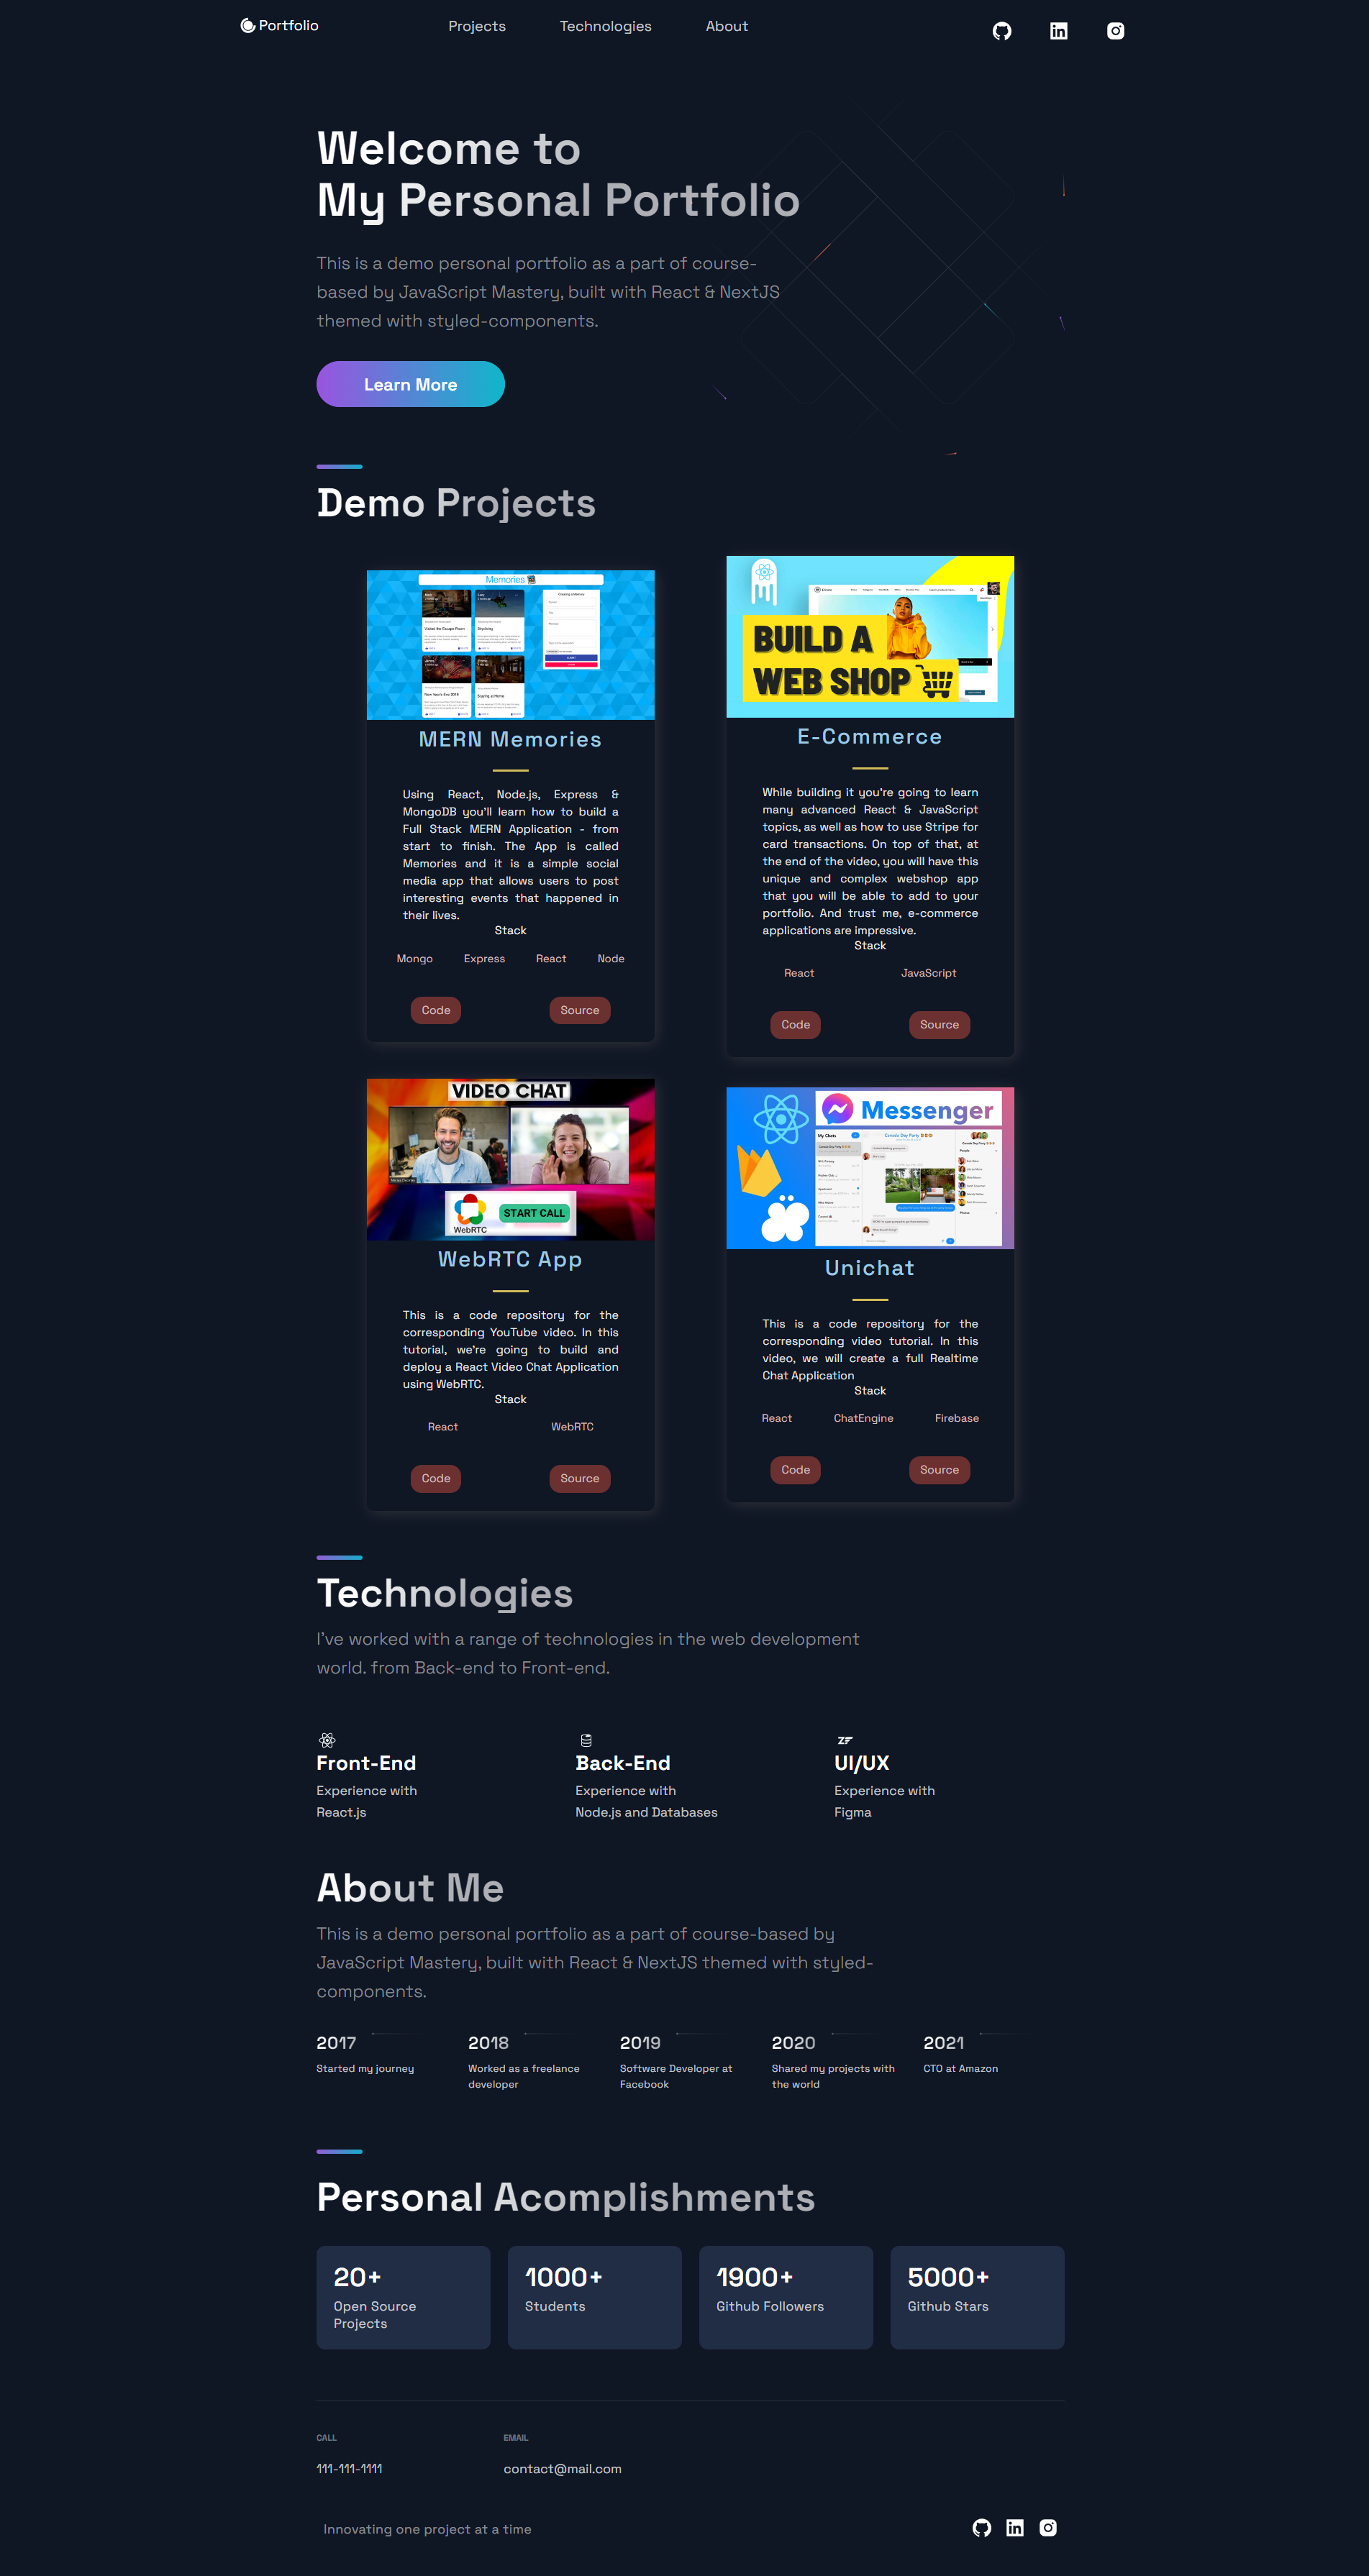 Portfolio
Projects
Technologies
About
Welcome to
My Personal Portfolio
This is a demo personal portfolio as a part of course-
based by JavaScript Mastery, built with React & NextJS
themed with styled-components.
Learn More
Demo Projects
Memories
MERN Memories
Using React, Node.js, Express &
MongoDB you'll learn how to build a
Full Stack MERN Application - from
start to finish. The App is called
Memories and it is a simple social
media app that allows users to post
interesting events that happened in
their lives.
Stack
Mongo Express React Node
Code Source
BUILD A
WEB SHOP
E-Commerce
While building it you're going to learn
many advanced React & JavaScript
topics, as well as how to use Stripe for
card transactions. On top of that, at
the end of the video, you will have this
unique and complex webshop app
that you will be able to add to your
portfolio. And trust me, e-commerce
applications are impressive.
Stack
React JavaScript
Code Source
VIDEO CHAT
WebRTC
START CALL
WebRTC App
This is a code repository for the
corresponding YouTube video. In this
tutorial, we're going to build and
deploy a React Video Chat Application
using WebRTC.
Stack
React WebRTC
Code Source
Messenger
My Chats
Unichat
This is a code repository for the
corresponding video tutorial. In this
video, we will create a full Realtime
Chat Application
Stack
React ChatEngine Firebase
Code Source
Technologies
I've worked with a range of technologies in the web development
world. from Back-end to Front-end.
Front-End
Experience with
React.js
Back-End
Experience with
Node.js and Databases
UI/UX
Experience with
Figma
About Me
This is a demo personal portfolio as a part of course-based by
JavaScript Mastery, built with React & NextJS themed with styled-
components.
2017
Started my journey
2018
Worked as a freelance
developer
2019
Software Developer at
Facebook
2020
Shared my projects with
the world
2021
CTO at Amazon
Personal Acomplishments
20+
Open Source
Projects
1000+
Students
1900+
Github Followers
5000+
Github Stars
CALL
111-111-1111
EMAIL
contact@mail.com
Innovating one project at a time